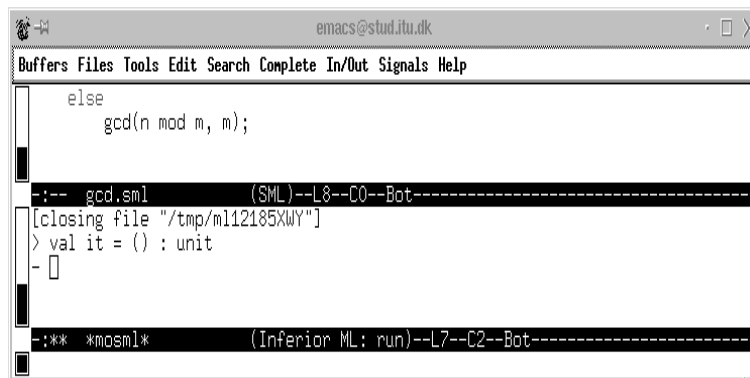 emacs@stud.itu.dk
Buffers Files Tools Edit Search Complete In/Out Signals Help
else
gcd(n mod m, m);
-:-- gcd.sml (SML)--L8--C0--Bot-----------------------------------
[closing file "/tmp/ml12185XWY"]
> val it = () : unit
-
-:** *mosml* (Inferior ML: run)--L7--C2--Bot-----------------------